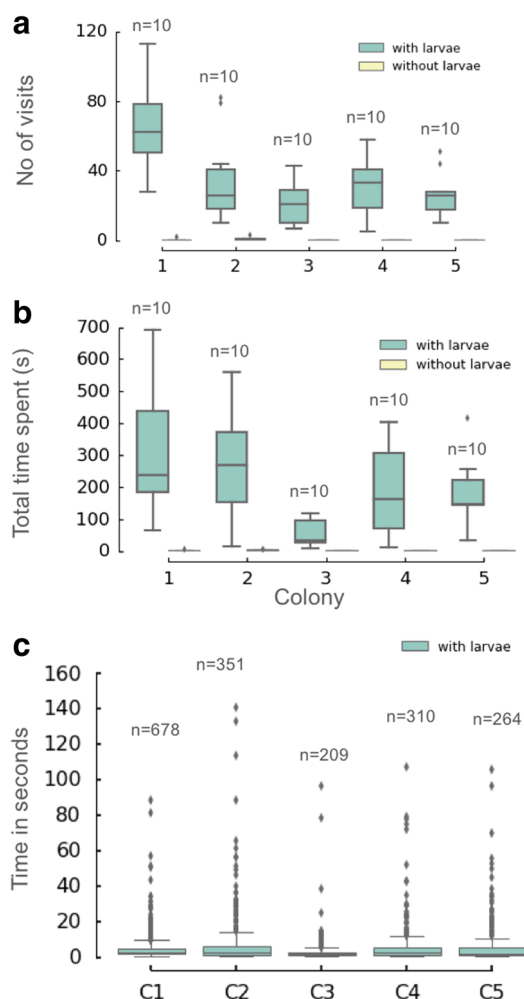 a
120
80
40
0
No of visits
with larvae
without larvae
n=10
n=10
n=10
n=10
n=10
1 2 3 4 5
b
700
600
500
400
300
200
100
0
Total time spent (s)
with larvae
without larvae
n=10
n=10
n=10
n=10
n=10
1 2 3 4 5
Colony
c
160
140
120
100
80
60
40
20
0
Time in seconds
with larvae
n=678
n=351
n=209
n=310
n=264
C1 C2 C3 C4 C5